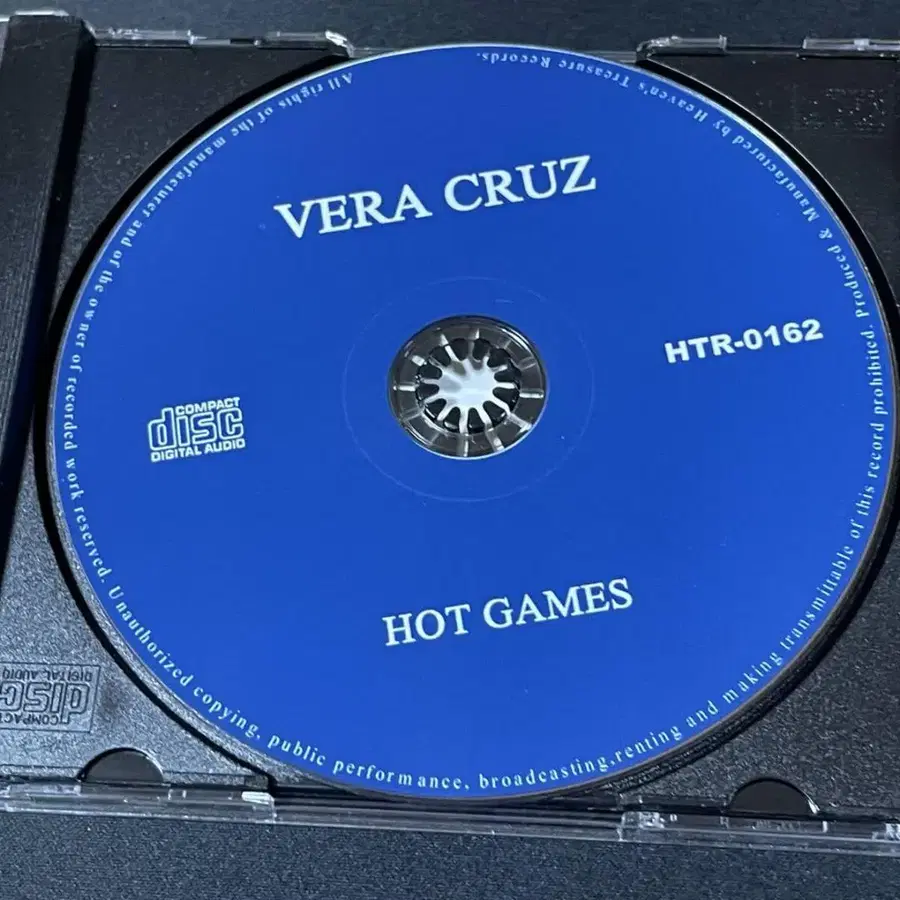 VERA CRUZ
HTR-0162
COMPACT
disc
DIGITAL AUDIO
HOT GAMES
All rights of the manufacturer and of the owner of recorded work reserved. Unauthorized copying, public performance, broadcasting,renting and making transmittable of this record prohibited. Produced & Manufactured by Heaven's Treasure Records.
COMPACT
disc
DIGITAL AUDIO